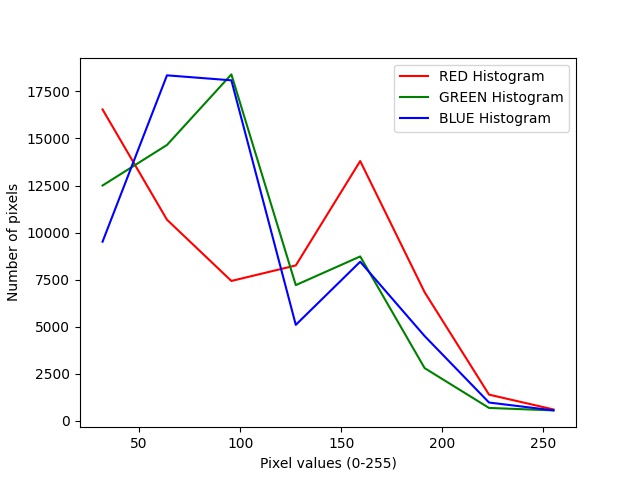 RED Histogram
GREEN Histogram
BLUE Histogram
17500
15000
12500
10000
7500
5000
2500
0
Number of pixels
50 100 150 200 250
Pixel values (0-255)